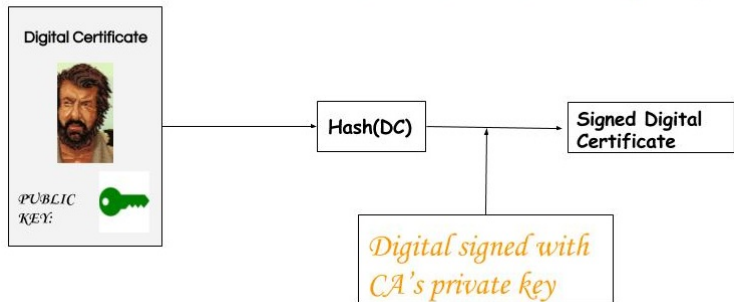 Digital Certificate
PUBLIC
KEY:
Hash(DC)
Signed Digital
Certificate
Digital signed with
CA's private key